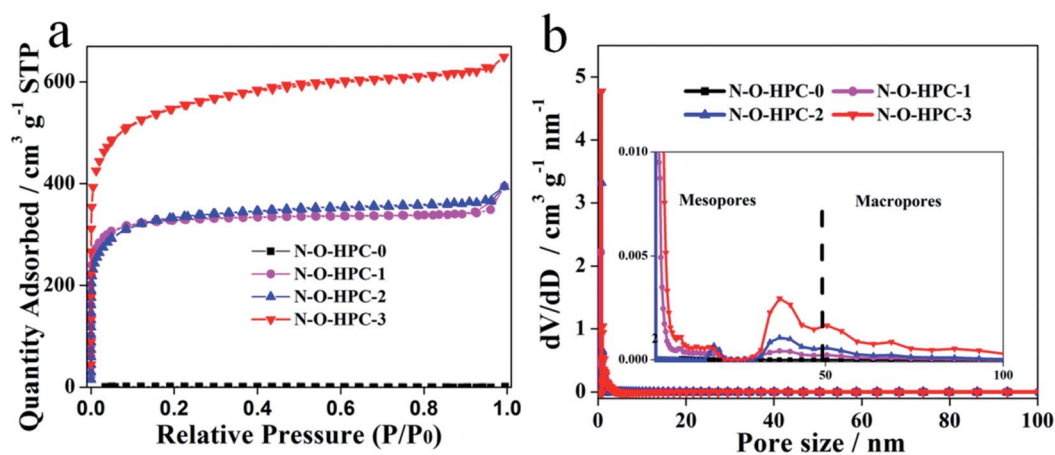 a
Quantity Adsorbed / cm³ g⁻¹ STP
600
400
200
0
N-O-HPC-0
N-O-HPC-1
N-O-HPC-2
N-O-HPC-3
0.0 0.2 0.4 0.6 0.8 1.0
Relative Pressure (P/P₀)
b
dV/dD / cm³ g⁻¹ nm⁻¹
5
4
3
2
1
0
N-O-HPC-0 N-O-HPC-1
N-O-HPC-2 N-O-HPC-3
0.010
0.005
0.000
2
Mesopores Macropores
50 100
0 20 40 60 80 100
Pore size / nm